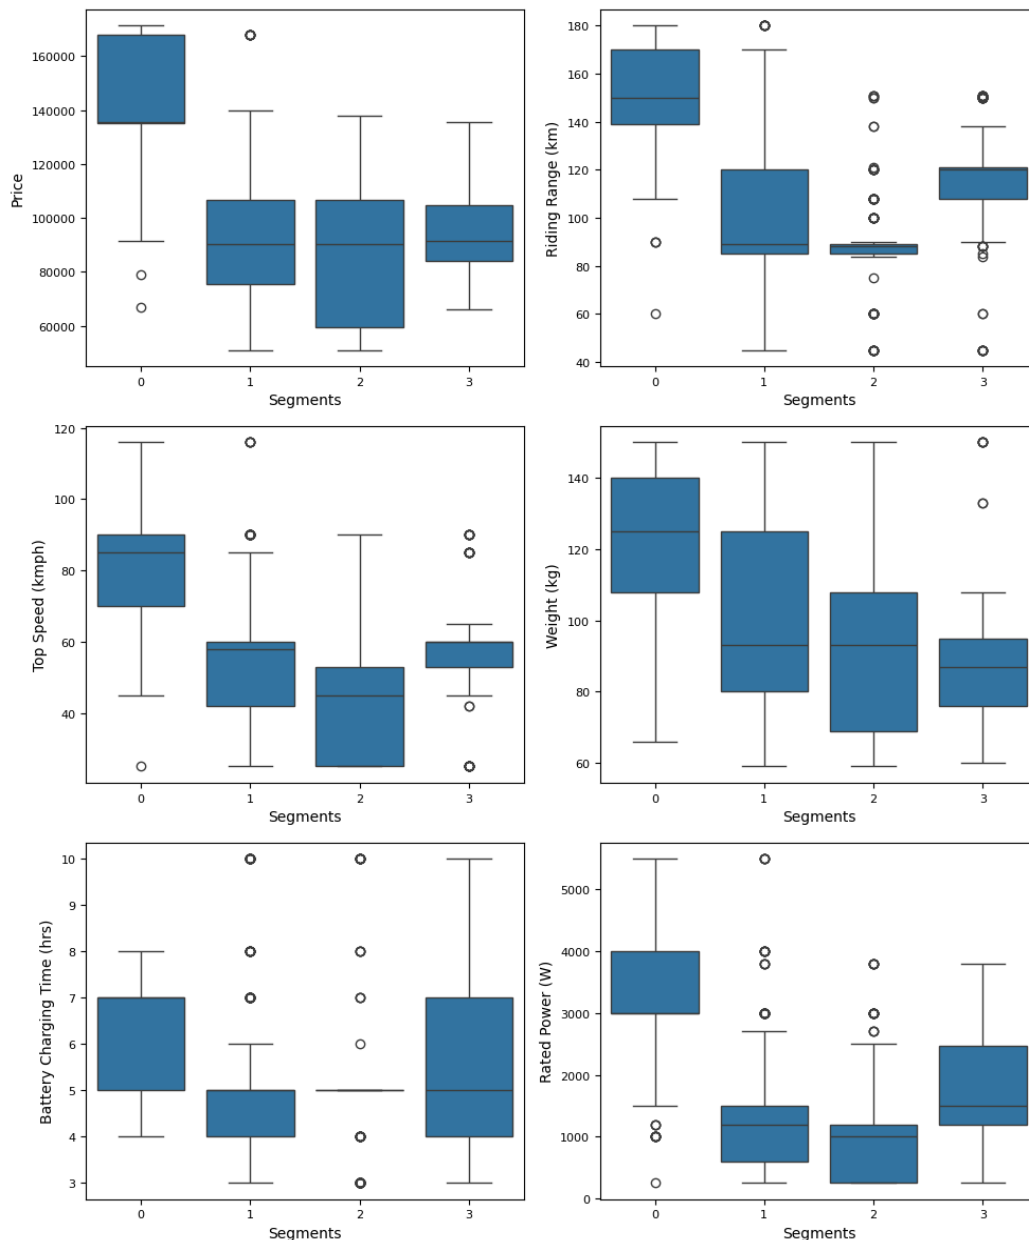 Price
160000
140000
120000
100000
80000
60000
0 1 2 3
Segments
Riding Range (km)
180
160
140
120
100
80
60
40
0 1 2 3
Segments
Top Speed (kmph)
120
100
80
60
40
0 1 2 3
Segments
Weight (kg)
140
120
100
80
60
0 1 2 3
Segments
Battery Charging Time (hrs)
10
9
8
7
6
5
4
3
0 1 2 3
Segments
Rated Power (W)
5000
4000
3000
2000
1000
0
0 1 2 3
Segments